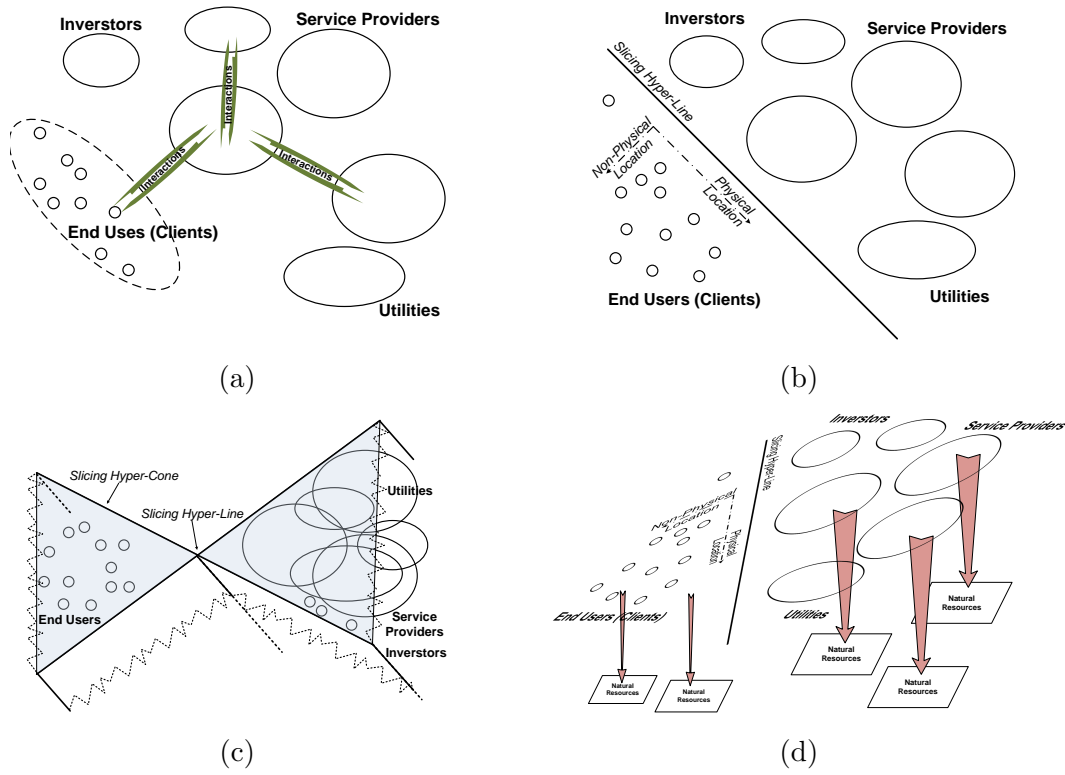 Inverstors
Service Providers
Interactions
Interactions
Interactions
End Uses (Clients)
Utilities
(a)
Inverstors
Service Providers
Slicing Hyper-Line
Non-Physical
Location
Physical
Location
End Users (Clients)
Utilities
(b)
Slicing Hyper-Cone
Slicing Hyper-Line
Utilities
End Users
Service
Providers
Inverstors
(c)
Inverstors
Service Providers
Slicing Hyper-Line
Non-Physical
Location
Physical
Location
End Users (Clients)
Utilities
Natural
Resources
Natural
Resources
Natural
Resources
Natural
Resources
Natural
Resources
(d)